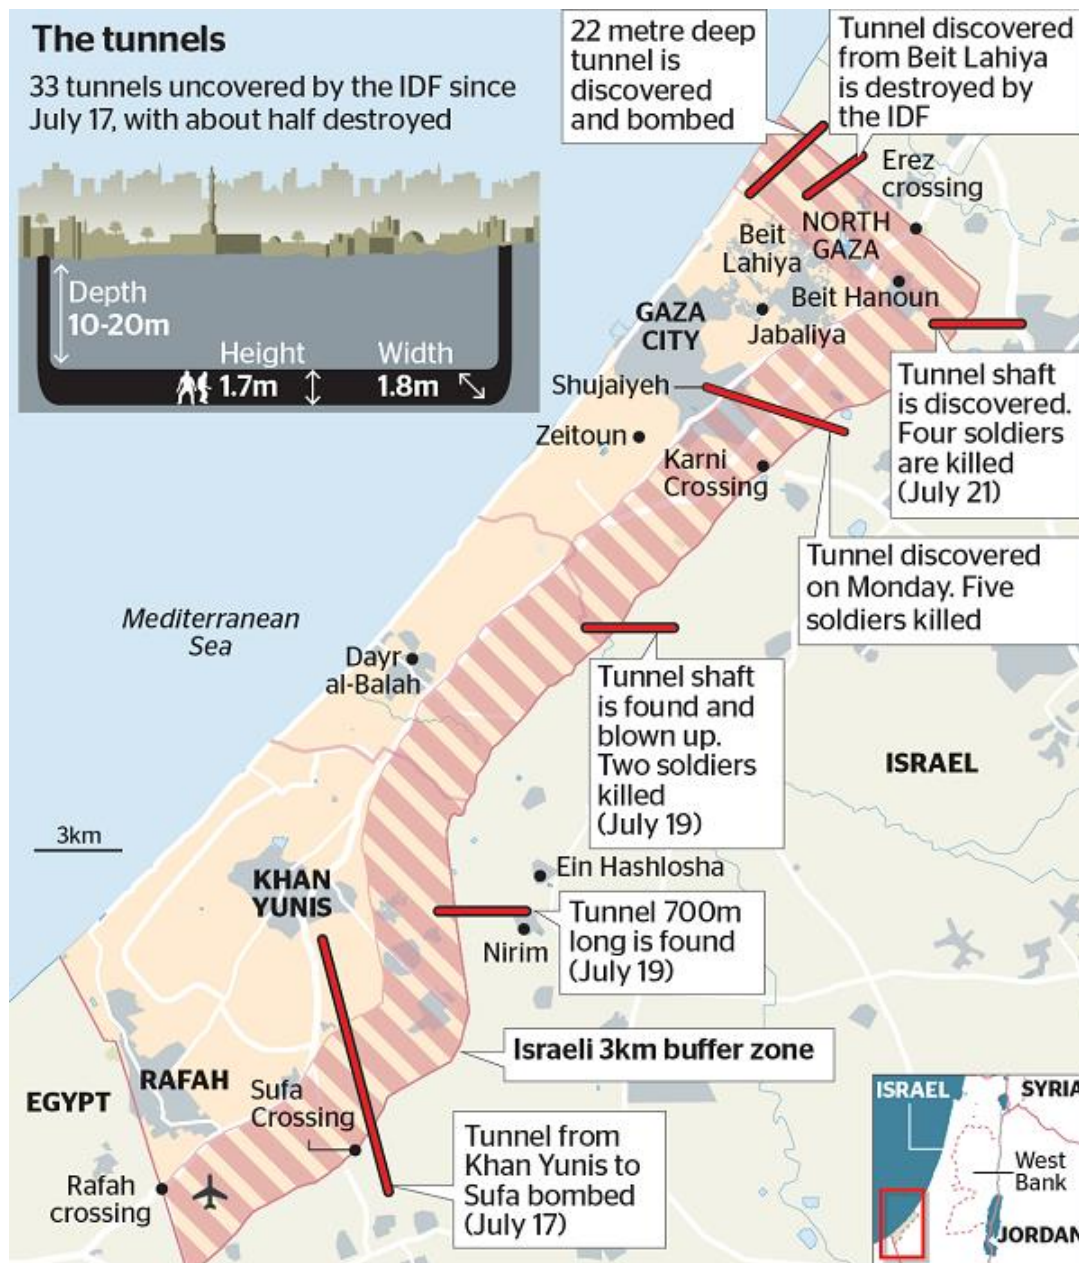 The tunnels
33 tunnels uncovered by the IDF since
July 17, with about half destroyed
Depth
10-20m
Height
1.7m
Width
1.8m
22 metre deep
tunnel is
discovered
and bombed
Tunnel discovered
from Beit Lahiya
is destroyed by
the IDF
Erez
crossing
NORTH
GAZA
Beit
Lahiya
Beit Hanoun
GAZA
CITY
Jabaliya
Shujaiyeh
Tunnel shaft
is discovered.
Four soldiers
are killed
(July 21)
Zeitoun
Karni
Crossing
Tunnel discovered
on Monday. Five
soldiers killed
Mediterranean
Sea
Dayr
al-Balah
Tunnel shaft
is found and
blown up.
Two soldiers
killed
(July 19)
ISRAEL
3km
KHAN
YUNIS
Ein Hashlosha
Tunnel 700m
long is found
(July 19)
Nirim
Israeli 3km buffer zone
RAFAH
EGYPT
Sufa
Crossing
Tunnel from
Khan Yunis to
Sufa bombed
(July 17)
Rafah
crossing
ISRAEL
SYRIA
West
Bank
JORDAN